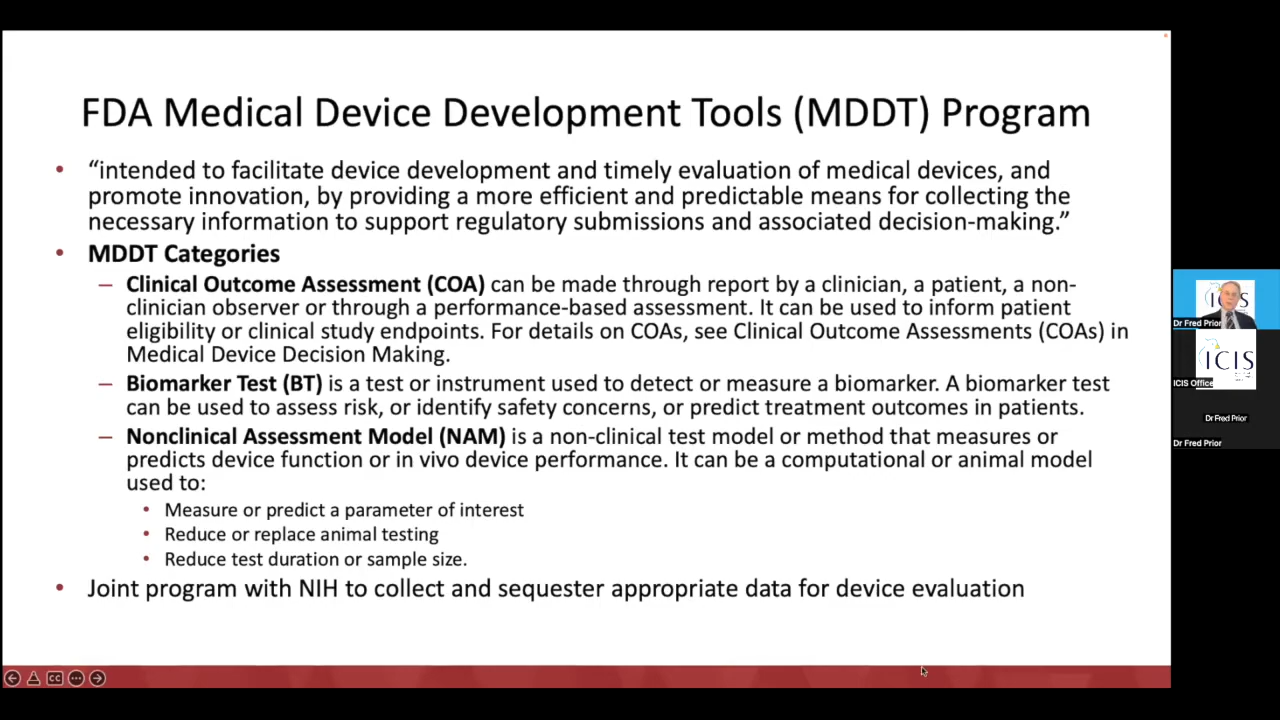 FDA Medical Device Development Tools (MDDT) Program
• “intended to facilitate device development and timely evaluation of medical devices, and
promote innovation, by providing a more efficient and predictable means for collecting the
necessary information to support regulatory submissions and associated decision-making.”
• MDDT Categories
– Clinical Outcome Assessment (COA) can be made through report by a clinician, a patient, a non-
clinician observer or through a performance-based assessment. It can be used to inform patient
eligibility or clinical study endpoints. For details on COAs, see Clinical Outcome Assessments (COAs) in
Medical Device Decision Making.
– Biomarker Test (BT) is a test or instrument used to detect or measure a biomarker. A biomarker test
can be used to assess risk, or identify safety concerns, or predict treatment outcomes in patients.
– Nonclinical Assessment Model (NAM) is a non-clinical test model or method that measures or
predicts device function or in vivo device performance. It can be a computational or animal model
used to:
• Measure or predict a parameter of interest
• Reduce or replace animal testing
• Reduce test duration or sample size.
• Joint program with NIH to collect and sequester appropriate data for device evaluation
CC
Dr Fred Prior
ICIS
ICIS Office
Dr Fred Prior
Dr Fred Prior